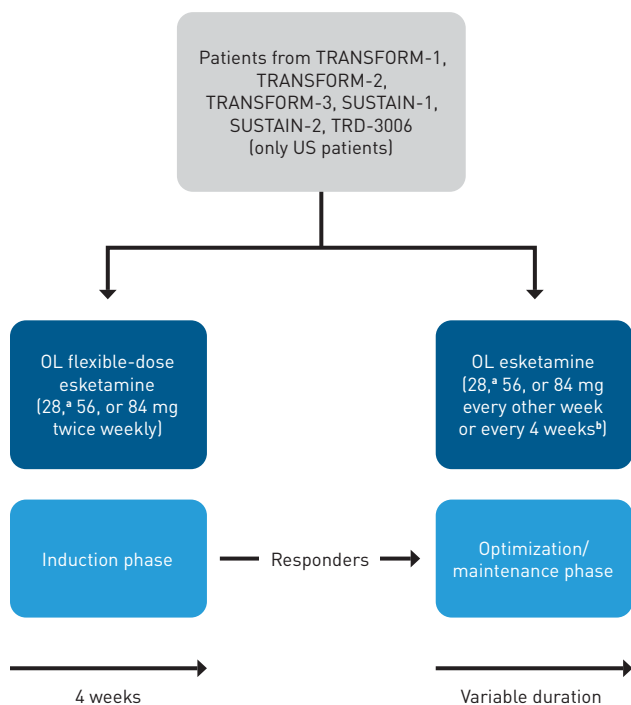 Patients from TRANSFORM-1,
TRANSFORM-2,
TRANSFORM-3, SUSTAIN-1,
SUSTAIN-2, TRD-3006
(only US patients)
OL flexible-dose
esketamine
(28,ᵃ 56, or 84 mg
twice weekly)
OL esketamine
(28,ᵃ 56, or 84 mg
every other week
or every 4 weeksᵇ)
Induction phase
Responders
Optimization/
maintenance phase
4 weeks
Variable duration